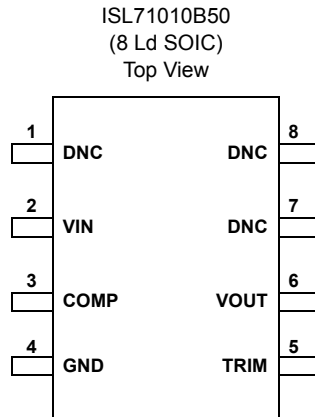 ISL71010B50
(8 Ld SOIC)
Top View
1 8
DNC DNC
2 7
VIN DNC
3 6
COMP VOUT
4 5
GND TRIM